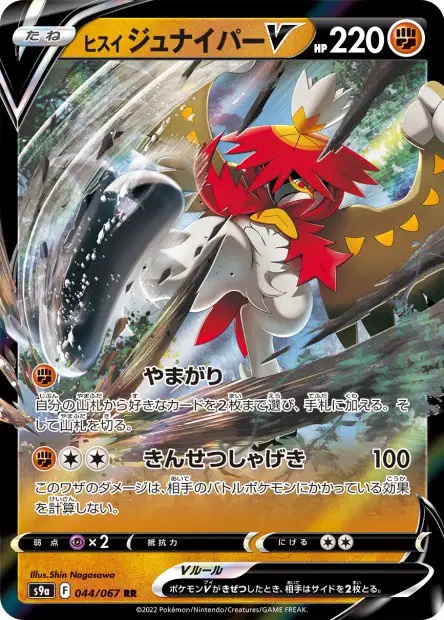 たね ヒスイ ジュナイパーV HP 220
やまがり
自分の山札から好きなカードを2枚まで選び、手札に加える。そ
して山札を切る。
きんせつしゃげき 100
このワザのダメージは、相手のバトルポケモンにかかっている効果
を計算しない。
弱点 ×2 抵抗力 にげる
Illus.Shin Nagasawa
Vルール
s9a F 044/067 RR
ポケモンVがきぜつしたとき、相手はサイドを2枚とる。
©2022 Pokémon/Nintendo/Creatures/GAME FREAK.